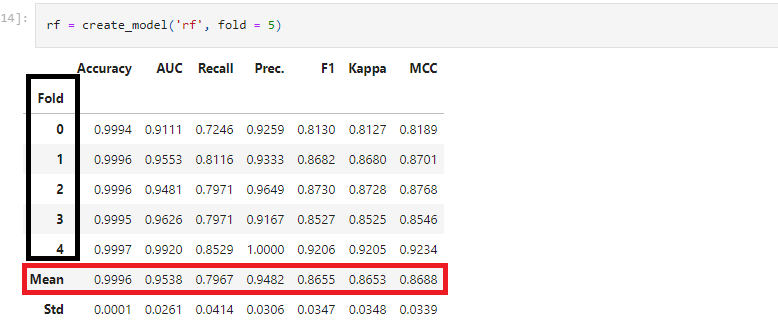 14]:
rf = create_model('rf', fold = 5)
Accuracy AUC Recall Prec. F1 Kappa MCC
Fold
0 0.9994 0.9111 0.7246 0.9259 0.8130 0.8127 0.8189
1 0.9996 0.9553 0.8116 0.9333 0.8682 0.8680 0.8701
2 0.9996 0.9481 0.7971 0.9649 0.8730 0.8728 0.8768
3 0.9995 0.9626 0.7971 0.9167 0.8527 0.8525 0.8546
4 0.9997 0.9920 0.8529 1.0000 0.9206 0.9205 0.9234
Mean 0.9996 0.9538 0.7967 0.9482 0.8655 0.8653 0.8688
Std 0.0001 0.0261 0.0414 0.0306 0.0347 0.0348 0.0339